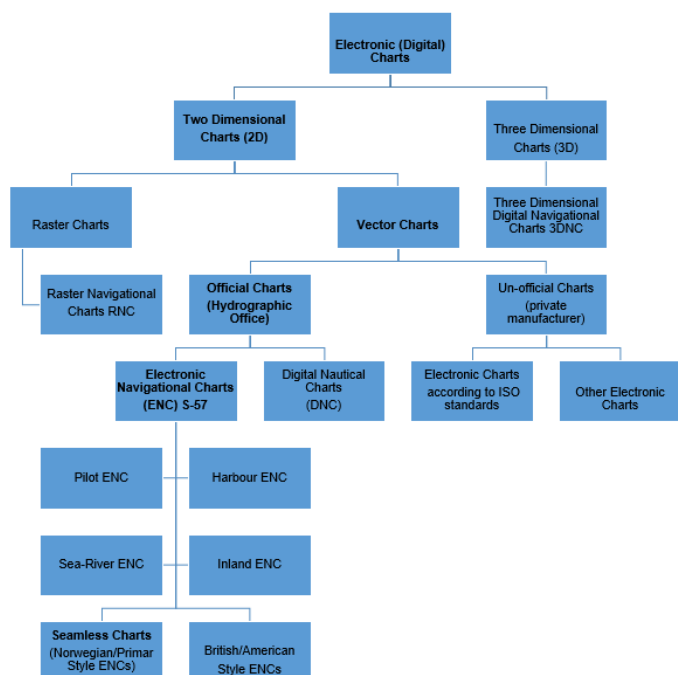 Electronic (Digital)
Charts
Two Dimensional
Charts (2D)
Three Dimensional
Charts (3D)
Raster Charts
Vector Charts
Three Dimensional
Digital Navigational
Charts 3DNC
Raster Navigational
Charts RNC
Official Charts
(Hydrographic
Office)
Un-official Charts
(private
manufacturer)
Electronic
Navigational Charts
(ENC) S-57
Digital Nautical
Charts
(DNC)
Electronic Charts
according to ISO
standards
Other Electronic
Charts
Pilot ENC
Harbour ENC
Sea-River ENC
Inland ENC
Seamless Charts
(Norwegian/Primar
Style ENCs)
British/American
Style ENCs